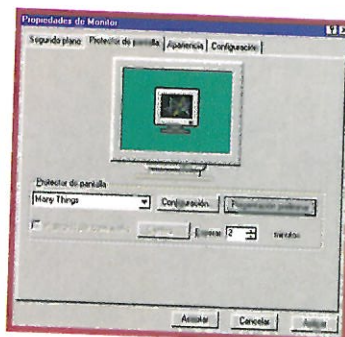 Propiedades de Monitor
Segundo plano Protector de pantalla Apariencia Configuración
Protector de pantalla
Many Things Configuración...
Esperar 2 minutos
Aceptar Cancelar Aplicar